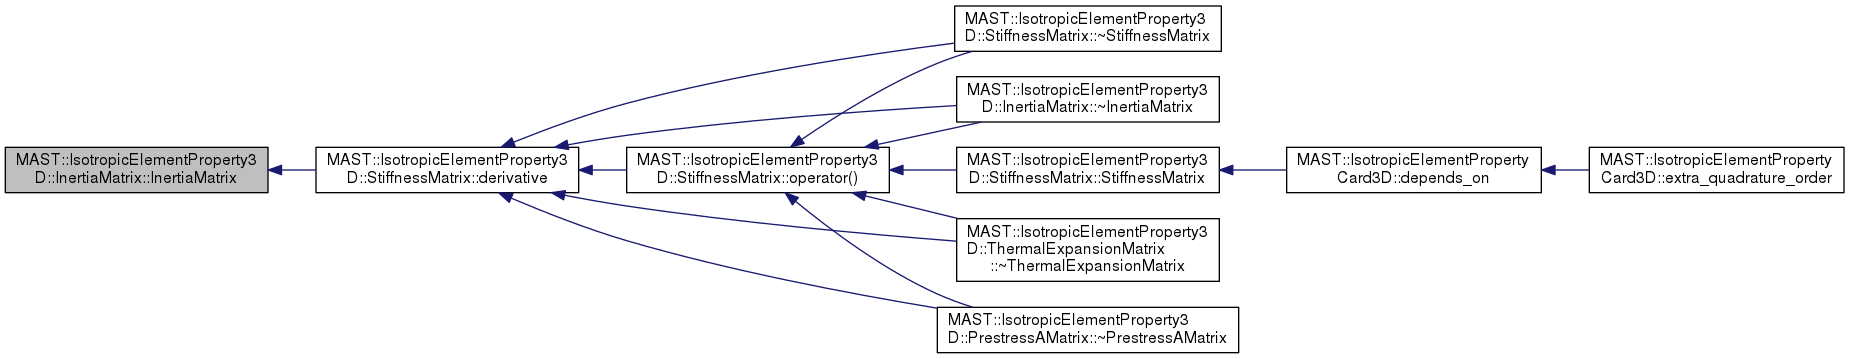 MAST::IsotropicElementProperty3
D::InertiaMatrix::InertiaMatrix
MAST::IsotropicElementProperty3
D::StiffnessMatrix::derivative
MAST::IsotropicElementProperty3
D::StiffnessMatrix::operator()
MAST::IsotropicElementProperty3
D::StiffnessMatrix::~StiffnessMatrix
MAST::IsotropicElementProperty3
D::InertiaMatrix::~InertiaMatrix
MAST::IsotropicElementProperty3
D::StiffnessMatrix::StiffnessMatrix
MAST::IsotropicElementProperty3
D::ThermalExpansionMatrix
::~ThermalExpansionMatrix
MAST::IsotropicElementProperty3
D::PrestressAMatrix::~PrestressAMatrix
MAST::IsotropicElementProperty
Card3D::depends_on
MAST::IsotropicElementProperty
Card3D::extra_quadrature_order